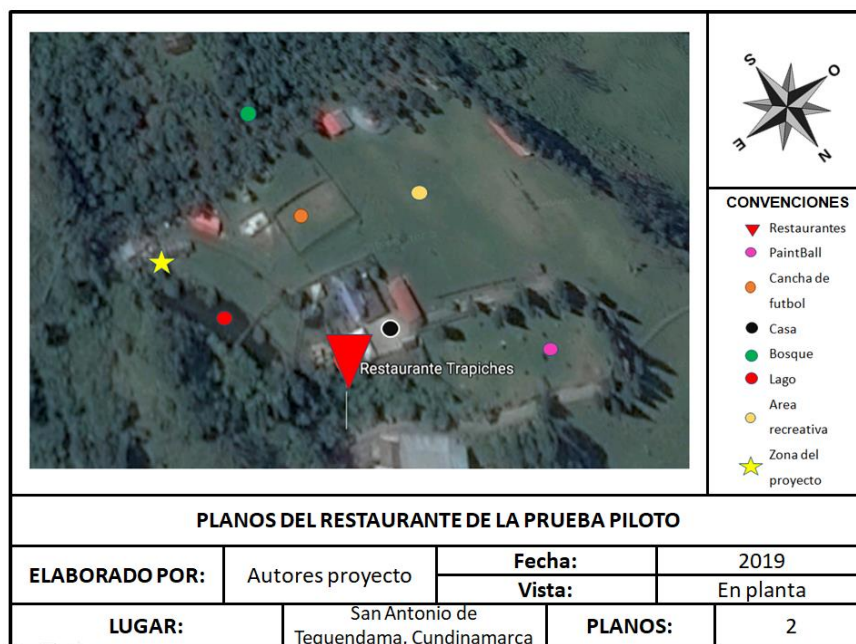 S
O
E
N
Restaurante Trapiches
CONVENCIONES
Restaurantes
PaintBall
Cancha de
futbol
Casa
Bosque
Lago
Area
recreativa
Zona del
proyecto
PLANOS DEL RESTAURANTE DE LA PRUEBA PILOTO
ELABORADO POR:
Autores proyecto
Fecha:
2019
Vista:
En planta
LUGAR:
San Antonio de
Tequendama, Cundinamarca
PLANOS:
2